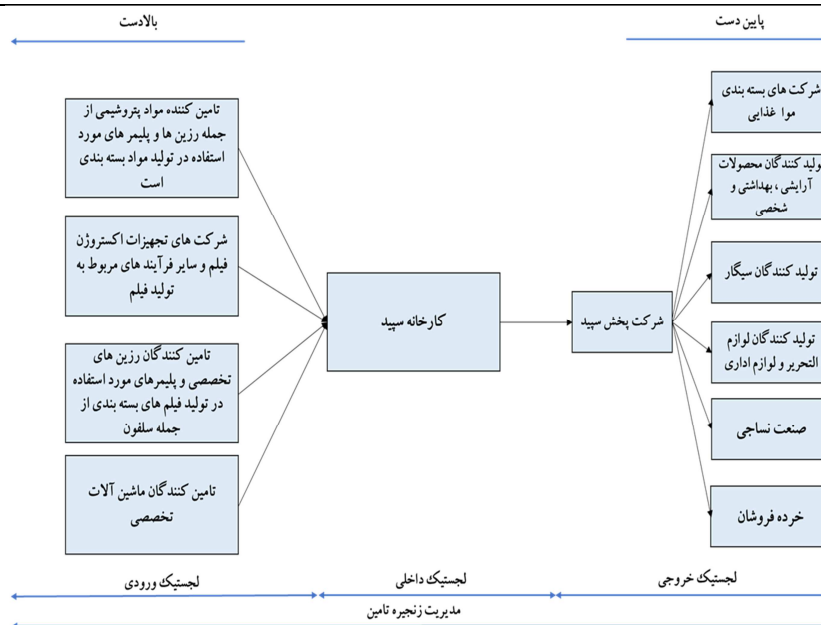 بالادست
پایین دست
تامین کننده مواد پتروشیمی از
جمله رزین ها و پلیمر های مورد
استفاده در تولید مواد بسته بندی
است
شرکت های تجهیزات اکستروژن
فیلم و سایر فرآیند های مربوط به
تولید فیلم
تامین کنندگان رزین های
تخصصی و پلیمرهای مورد استفاده
در تولید فیلم های بسته بندی از
جمله سلفون
تامین کنندگان ماشین آلات
تخصصی
کارخانه سپید
شرکت پخش سپید
شرکت های بسته بندی
موا غذایی
تولید کنندگان محصولات
آرایشی ، بهداشتی و
شخصی
تولید کنندگان سیگار
تولید کنندگان لوازم
التحریر و لوازم اداری
صنعت نساجی
خرده فروشان
لجستیک ورودی
لجستیک داخلی
لجستیک خروجی
مدیریت زنجیره تامین